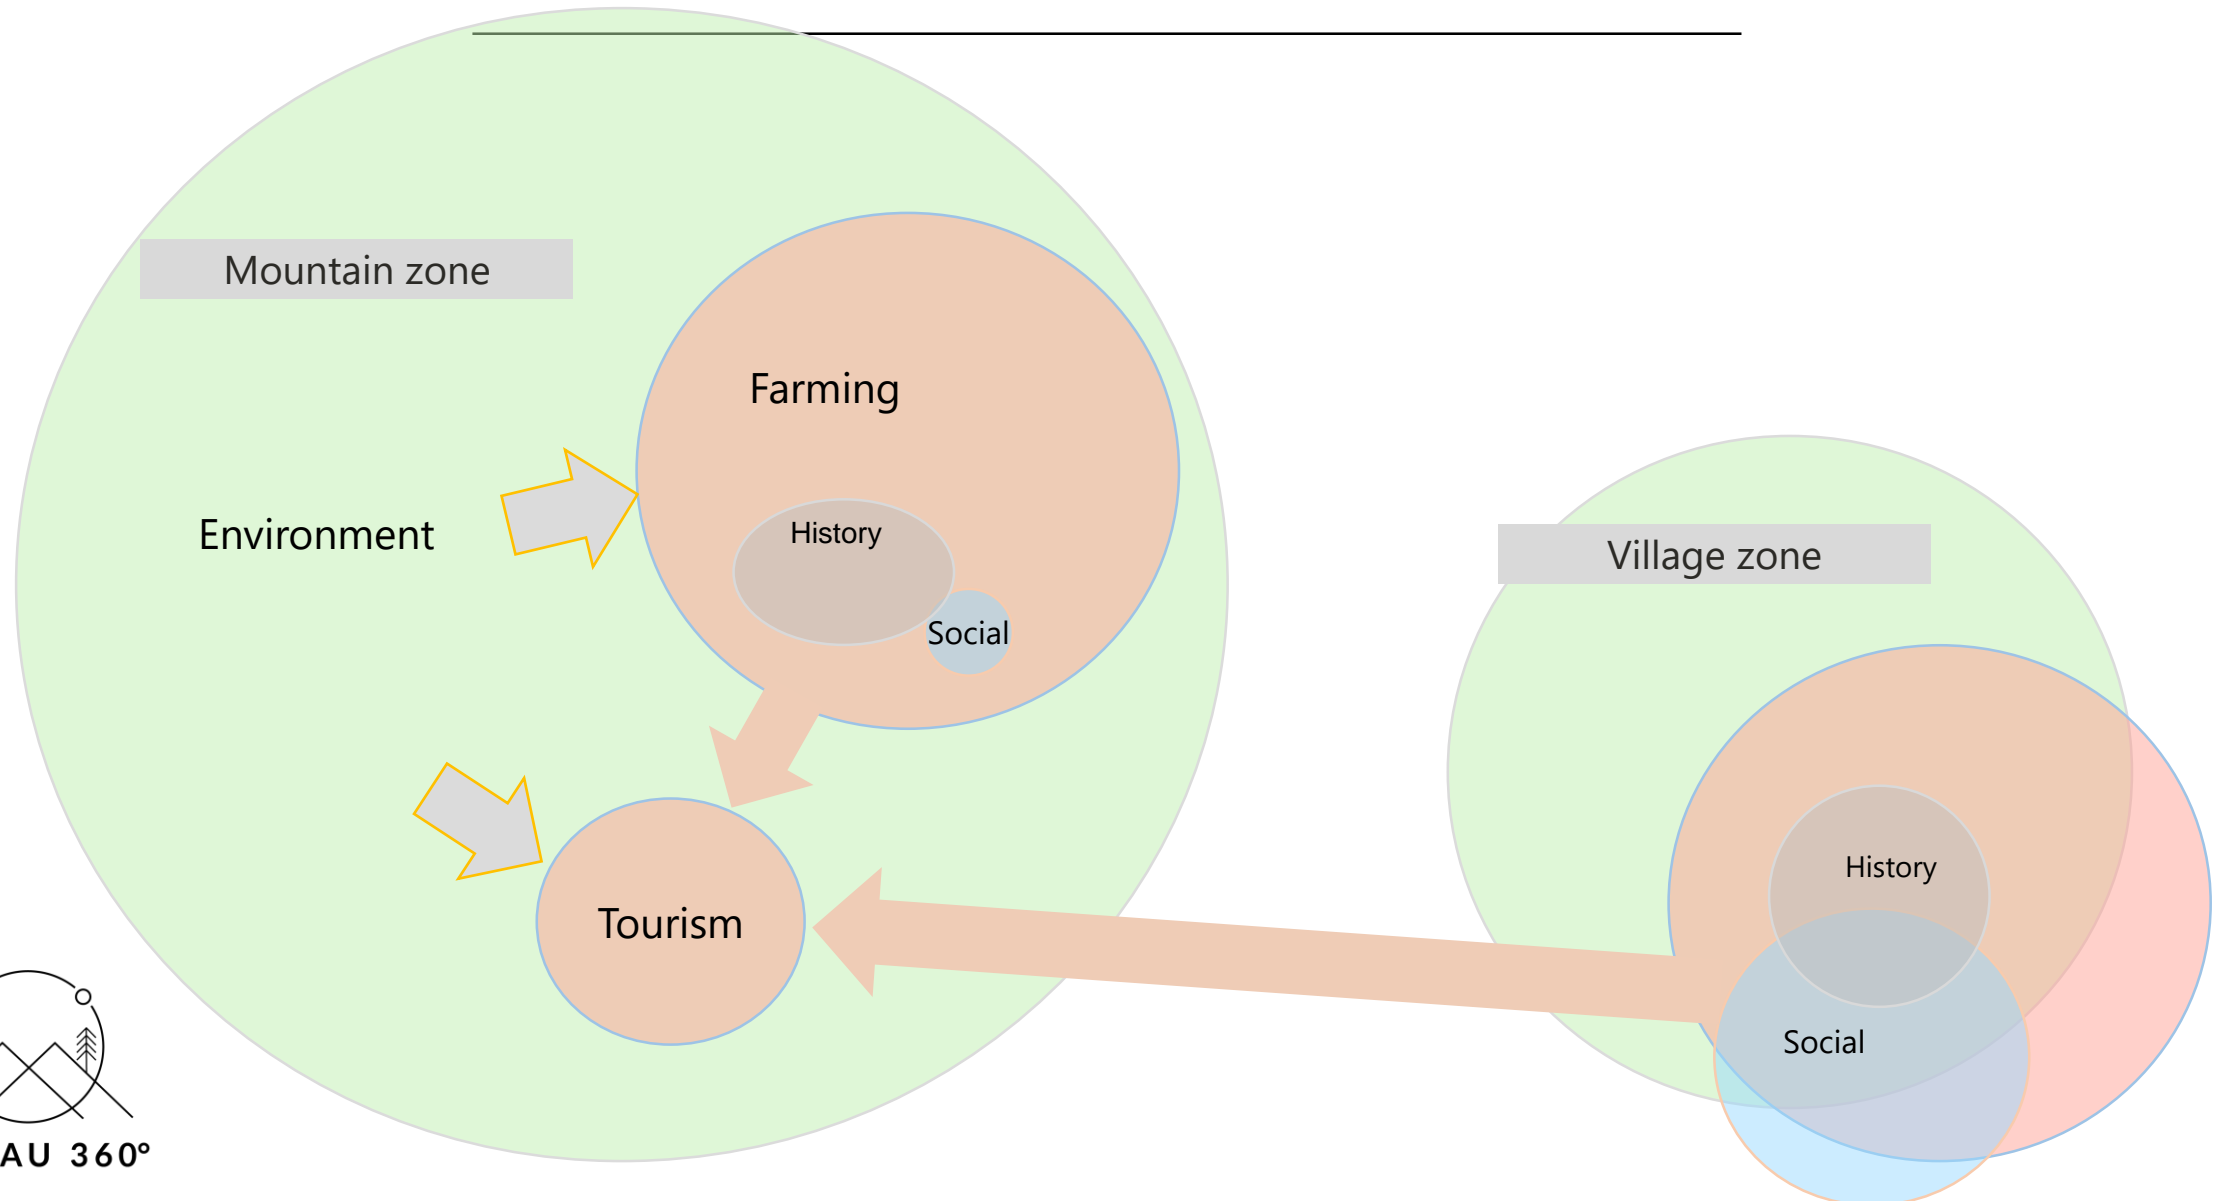 Mountain zone
Farming
Environment
History
Social
Tourism
Village zone
History
Social
AU 360°